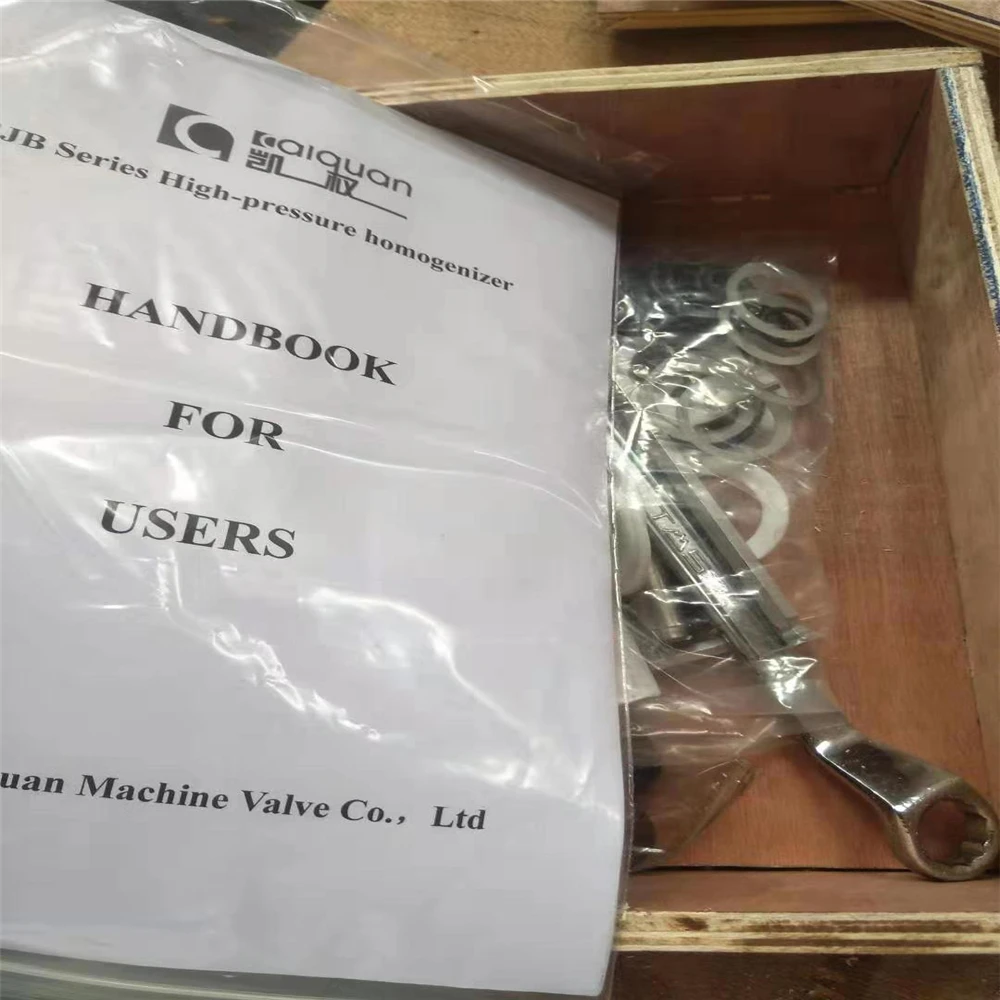 Kaiquan
凯权
JB Series High-pressure homogenizer
HANDBOOK
FOR
USERS
uan Machine Valve Co., Ltd